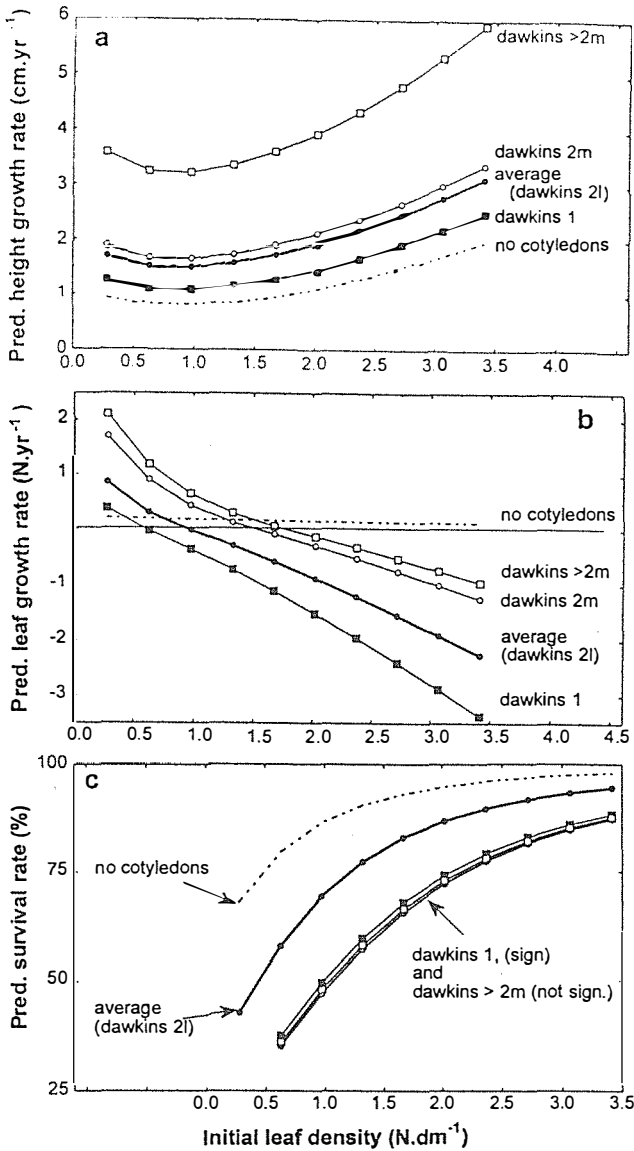 a
Pred. height growth rate (cm.yr -1)
6
5
4
3
2
1
0
dawkins >2m
dawkins 2m
average
(dawkins 2l)
dawkins 1
no cotyledons
0.0 0.5 1.0 1.5 2.0 2.5 3.0 3.5 4.0
b
Pred. leaf growth rate (N.yr-1)
2
1
-1
-2
-3
no cotyledons
dawkins >2m
dawkins 2m
average
(dawkins 2l)
dawkins 1
0.0 0.5 1.0 1.5 2.0 2.5 3.0 3.5 4.0 4.5
c
Pred. survival rate (%)
100
75
50
25
no cotyledons
average
(dawkins 2l)
dawkins 1, (sign)
and
dawkins > 2m (not sign.)
0.0 0.5 1.0 1.5 2.0 2.5 3.0 3.5
Initial leaf density (N.dm-1)